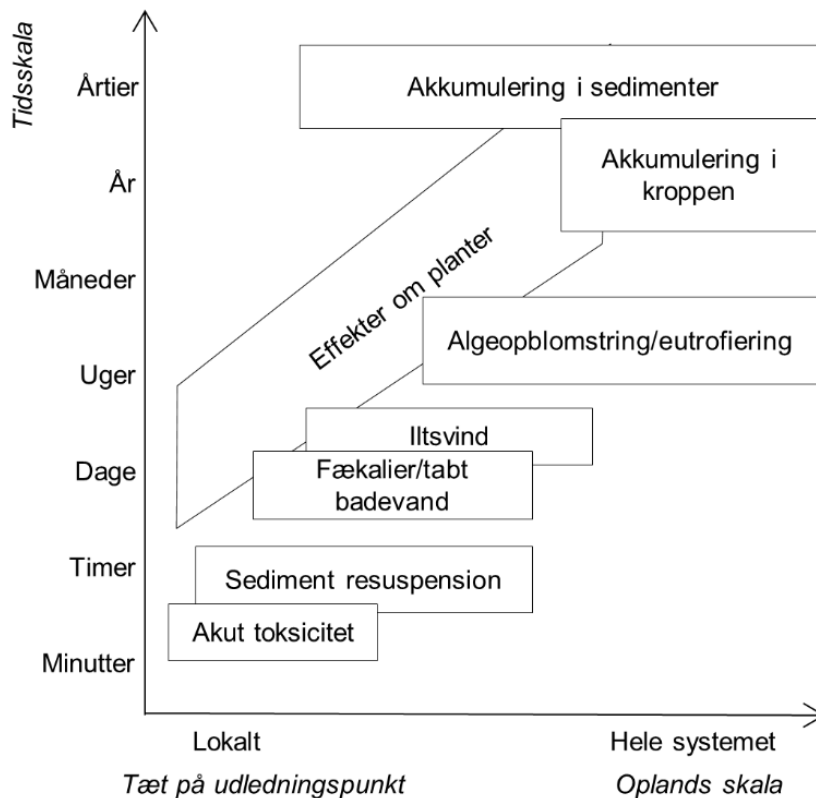 Tidsskala
Årtier
Akkumulering i sedimenter
År
Akkumulering i
kroppen
Måneder
Effekter om planter
Algeopblomstring/eutrofiering
Uger
Iltsvind
Dage
Fækalier/tabt
badevand
Timer
Sediment resuspension
Akut toksicitet
Minutter
Lokalt
Hele systemet
Tæt på udledningspunkt
Oplands skala